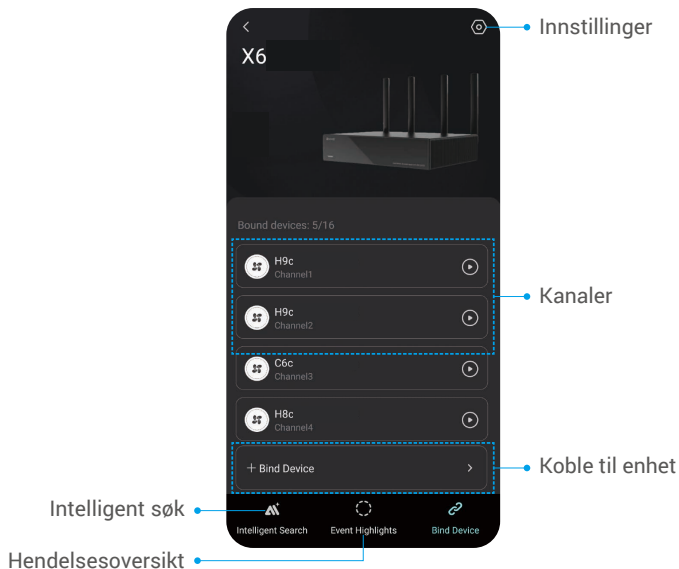 Innstillinger
X6
Bound devices: 5/16
H9c
Channel1
H9c
Channel2
Kanaler
C6c
Channel3
H8c
Channel4
+ Bind Device
Koble til enhet
Intelligent søk
Intelligent Search
Event Highlights
Bind Device
Hendelsesoversikt